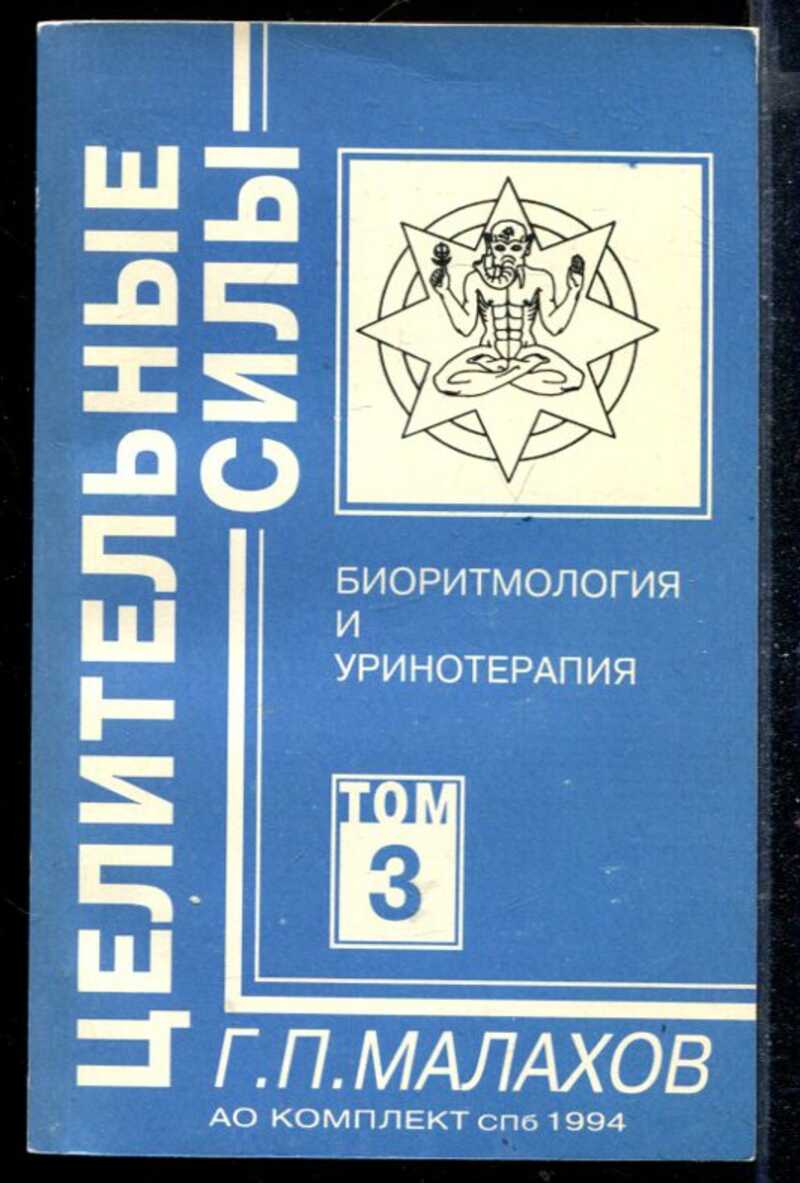 ЦЕЛИТЕЛЬНЫЕ
СИЛЫ
БИОРИТМОЛОГИЯ
И
УРИНОТЕРАПИЯ
ТОМ
3
Г.П.МАЛАХОВ
АО КОМПЛЕКТ спб 1994